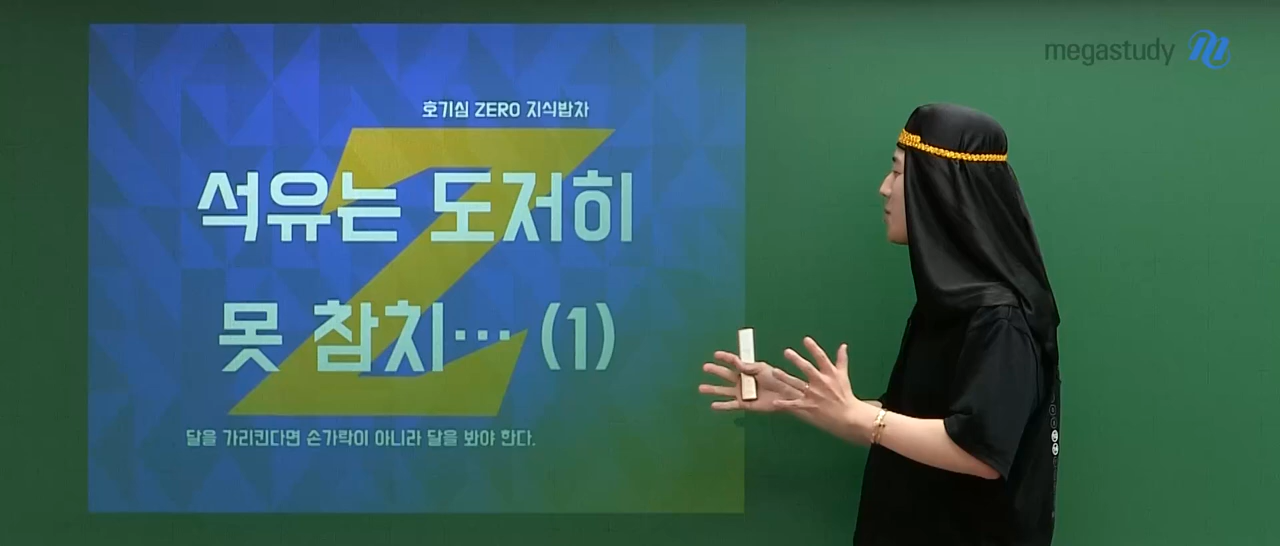 megastudy
호기심 ZERO 지식밥차
석유는 도저히
못 참치… (1)
달을 가리킨다면 손가락이 아니라 달을 봐야 한다.